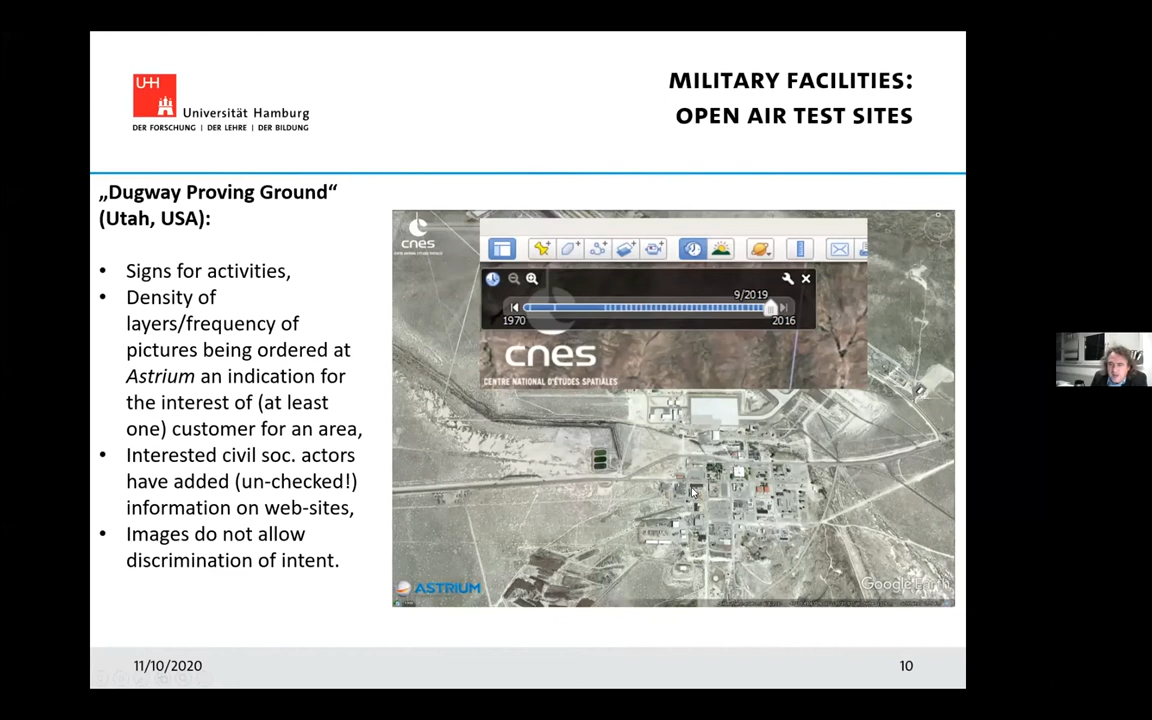 UHH
Universität Hamburg
DER FORSCHUNG | DER LEHRE | DER BILDUNG
MILITARY FACILITIES:
OPEN AIR TEST SITES
„Dugway Proving Ground“
(Utah, USA):
• Signs for activities,
• Density of
layers/frequency of
pictures being ordered at
Astrium an indication for
the interest of (at least
one) customer for an area,
• Interested civil soc. actors
have added (un-checked!)
information on web-sites,
• Images do not allow
discrimination of intent.
cnes
9/2019
1970
2016
cnes
CENTRE NATIONAL D'ÉTUDES SPATIALES
ASTRIUM
Google Earth
11/10/2020
10